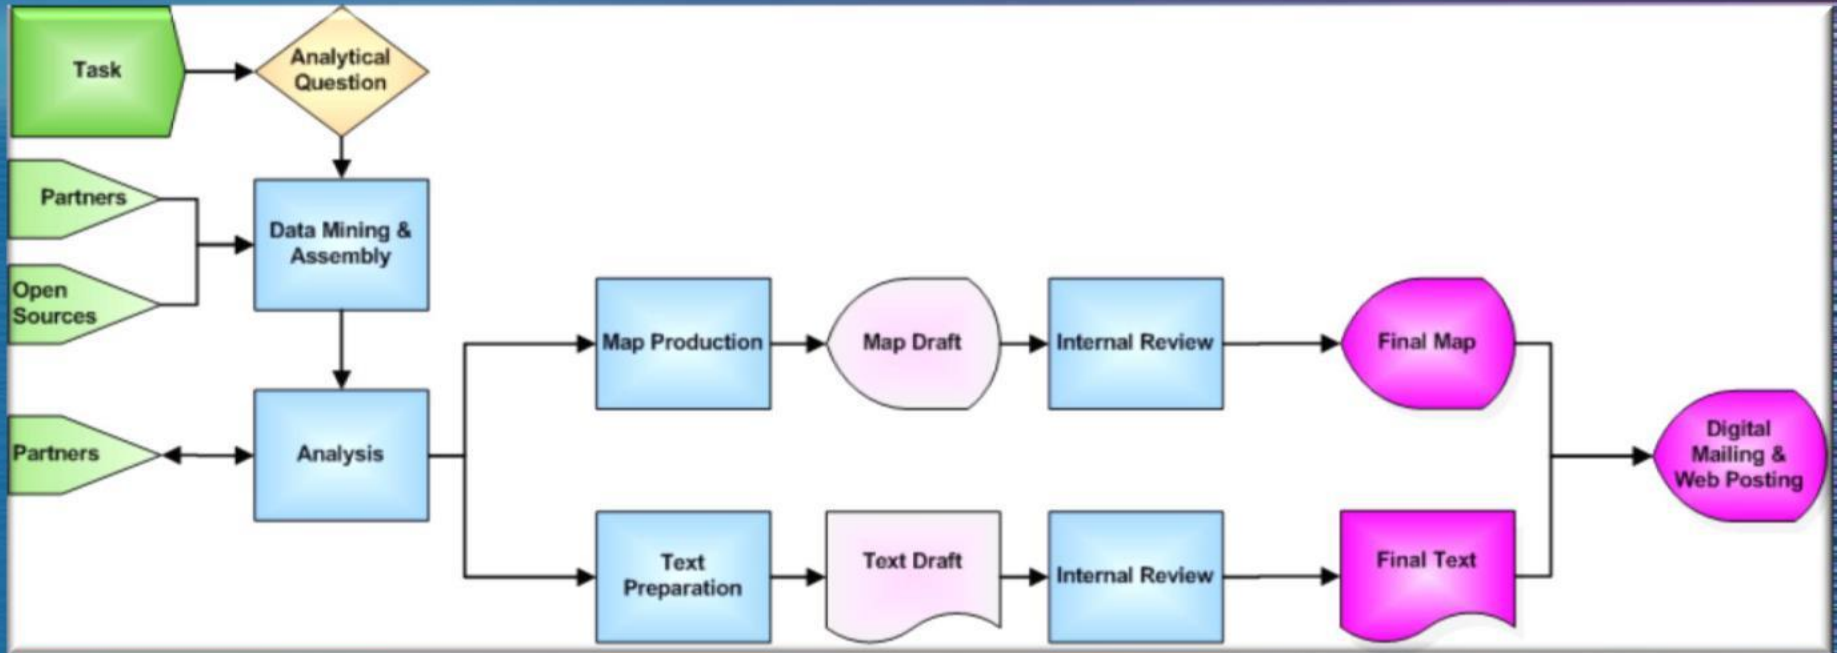 Task
Analytical
Question
Partners
Data Mining &
Assembly
Open
Sources
Map Production
Map Draft
Internal Review
Final Map
Partners
Analysis
Digital
Mailing &
Web Posting
Text
Preparation
Text Draft
Internal Review
Final Text